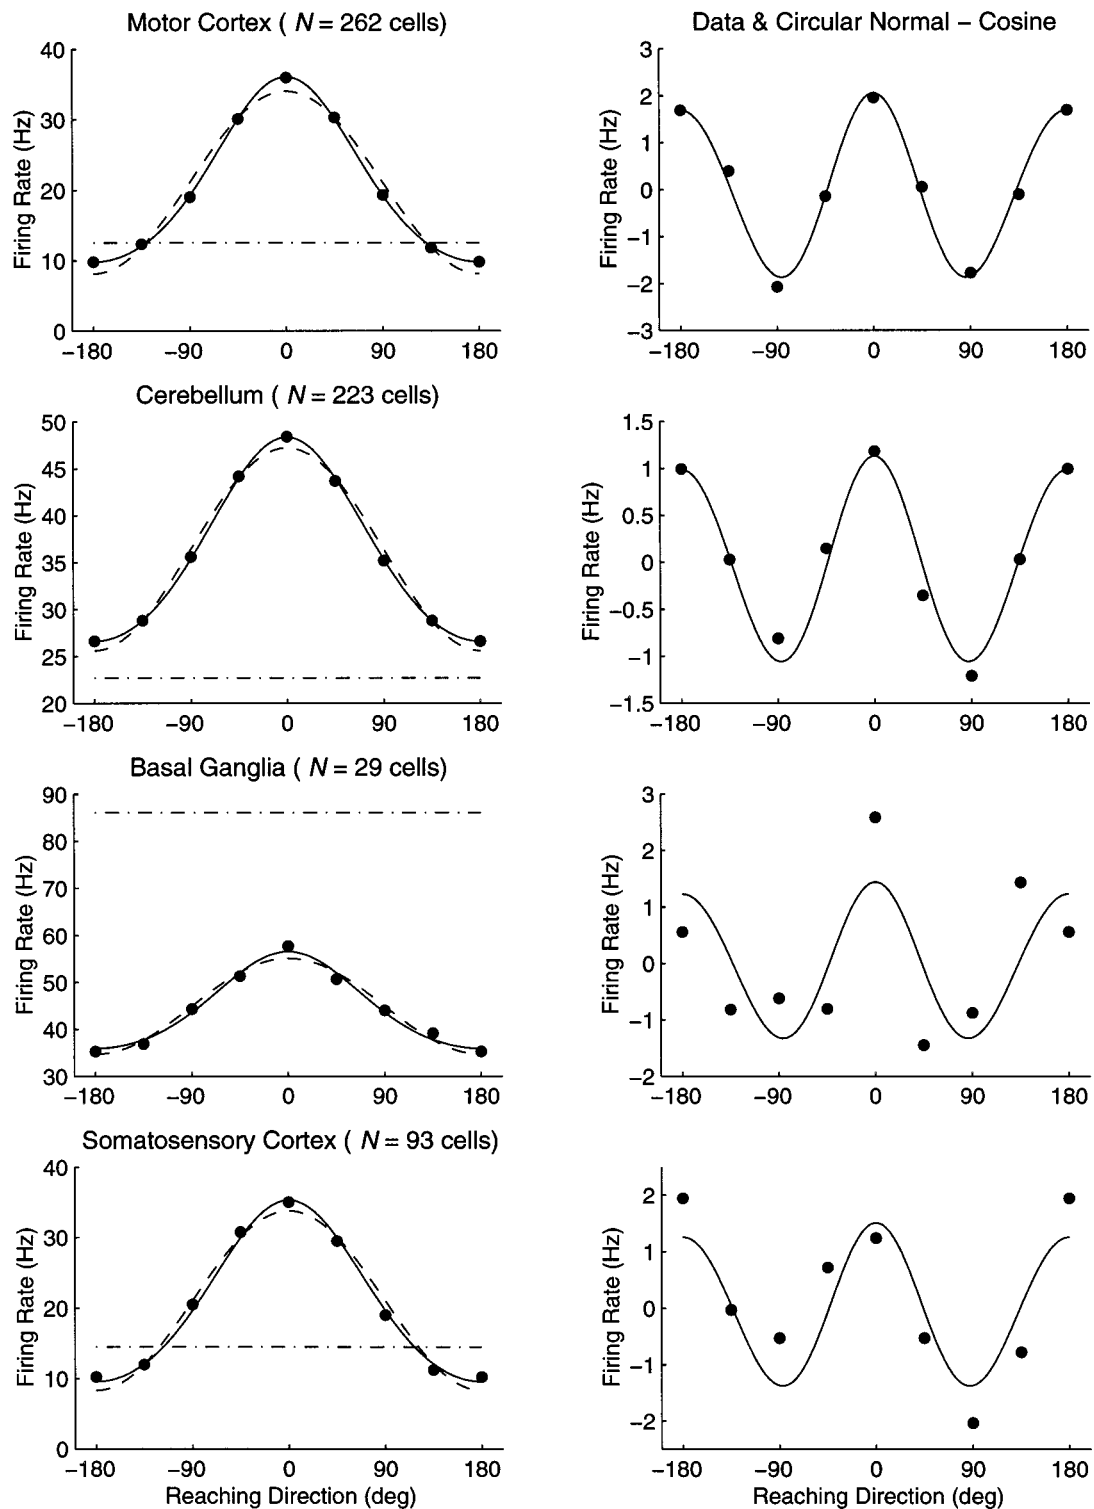 Motor Cortex ( N = 262 cells)
Data & Circular Normal – Cosine
Firing Rate (Hz)
40
30
20
10
0
−180 −90 0 90 180
Firing Rate (Hz)
3
2
1
0
−1
−2
−3
−180 −90 0 90 180
Cerebellum ( N = 223 cells)
Firing Rate (Hz)
50
45
40
35
30
25
20
−180 −90 0 90 180
Firing Rate (Hz)
1.5
1
0.5
0
−0.5
−1
−1.5
−180 −90 0 90 180
Basal Ganglia ( N = 29 cells)
Firing Rate (Hz)
90
80
70
60
50
40
30
−180 −90 0 90 180
Firing Rate (Hz)
3
2
1
0
−1
−2
−180 −90 0 90 180
Somatosensory Cortex ( N = 93 cells)
Firing Rate (Hz)
40
30
20
10
0
−180 −90 0 90 180
Reaching Direction (deg)
Firing Rate (Hz)
2
1
0
−1
−2
−180 −90 0 90 180
Reaching Direction (deg)